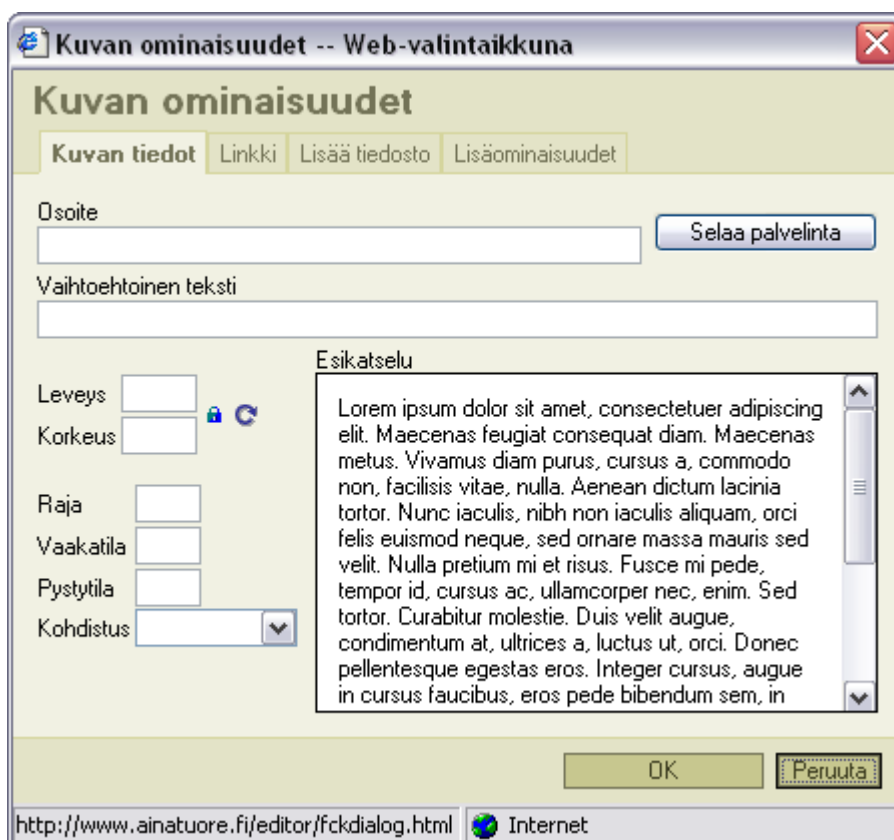 Kuvan ominaisuudet -- Web-valintaikkuna
Kuvan ominaisuudet
Kuvan tiedot Linkki Lisää tiedosto Lisäominaisuudet
Osoite
Selaa palvelinta
Vaihtoehtoinen teksti
Esikatselu
Leveys
Korkeus
Raja
Vaakatila
Pystytila
Kohdistus
Lorem ipsum dolor sit amet, consectetuer adipiscing
elit. Maecenas feugiat consequat diam. Maecenas
metus. Vivamus diam purus, cursus a, commodo
non, facilisis vitae, nulla. Aenean dictum lacinia
tortor. Nunc iaculis, nibh non iaculis aliquam, orci
felis euismod neque, sed ornare massa mauris sed
velit. Nulla pretium mi et risus. Fusce mi pede,
tempor id, cursus ac, ullamcorper nec, enim. Sed
tortor. Curabitur molestie. Duis velit augue,
condimentum at, ultrices a, luctus ut, orci. Donec
pellentesque egestas eros. Integer cursus, augue
in cursus faucibus, eros pede bibendum sem, in
OK Peruuta
http://www.ainatuore.fi/editor/fckdialog.html Internet